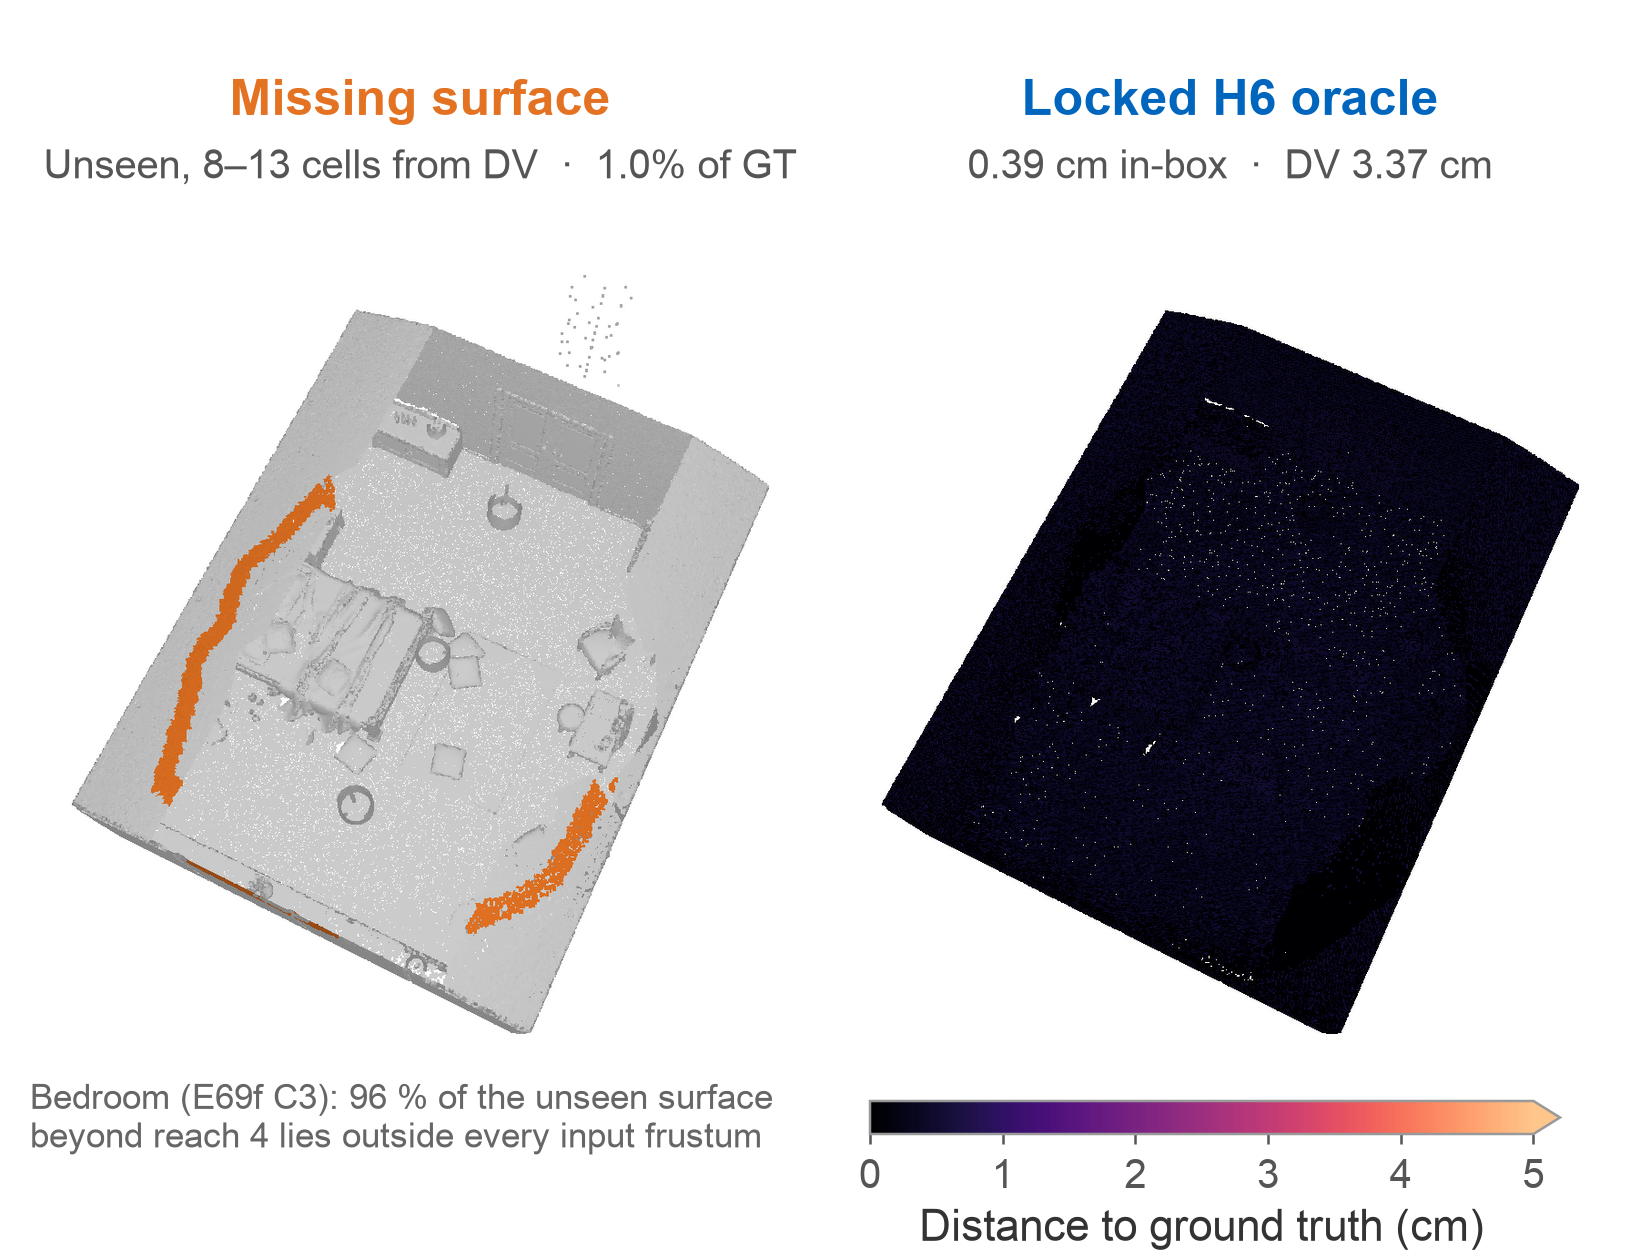 Missing surface
Unseen, 8–13 cells from DV · 1.0% of GT
Locked H6 oracle
0.39 cm in-box · DV 3.37 cm
Bedroom (E69f C3): 96 % of the unseen surface
beyond reach 4 lies outside every input frustum
0 1 2 3 4 5
Distance to ground truth (cm)